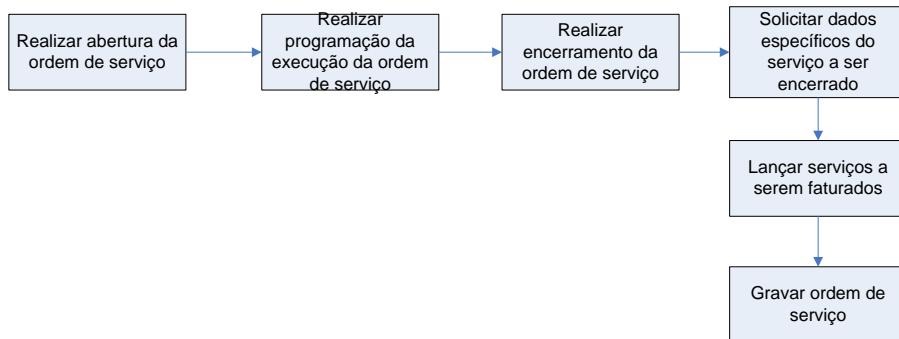 Realizar abertura da
ordem de serviço
Realizar
programação da
execução da ordem
de serviço
Realizar
encerramento da
ordem de serviço
Solicitar dados
específicos do
serviço a ser
encerrado
Lançar serviços a
serem faturados
Gravar ordem de
serviço